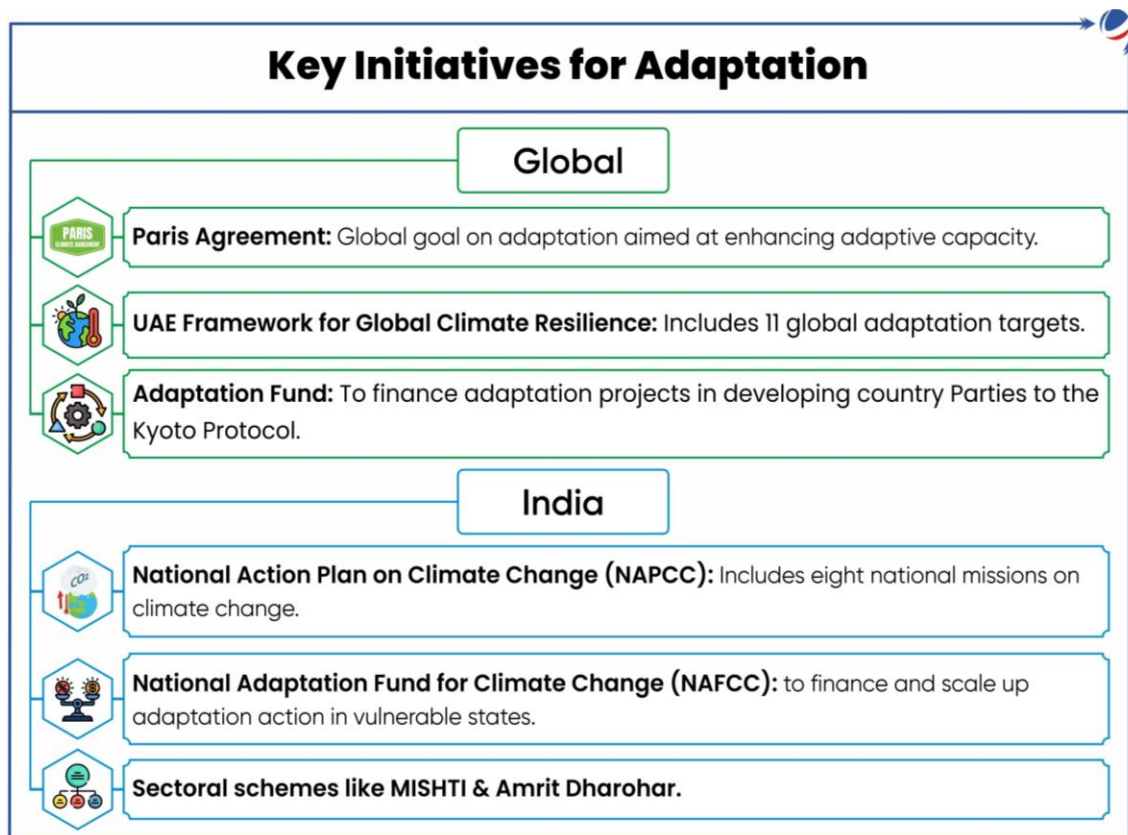 Key Initiatives for Adaptation
Global
PARIS
CLIMATE AGREEMENT
Paris Agreement: Global goal on adaptation aimed at enhancing adaptive capacity.
UAE Framework for Global Climate Resilience: Includes 11 global adaptation targets.
Adaptation Fund: To finance adaptation projects in developing country Parties to the
Kyoto Protocol.
India
CO₂
National Action Plan on Climate Change (NAPCC): Includes eight national missions on
climate change.
National Adaptation Fund for Climate Change (NAFCC): to finance and scale up
adaptation action in vulnerable states.
Sectoral schemes like MISHTI & Amrit Dharohar.